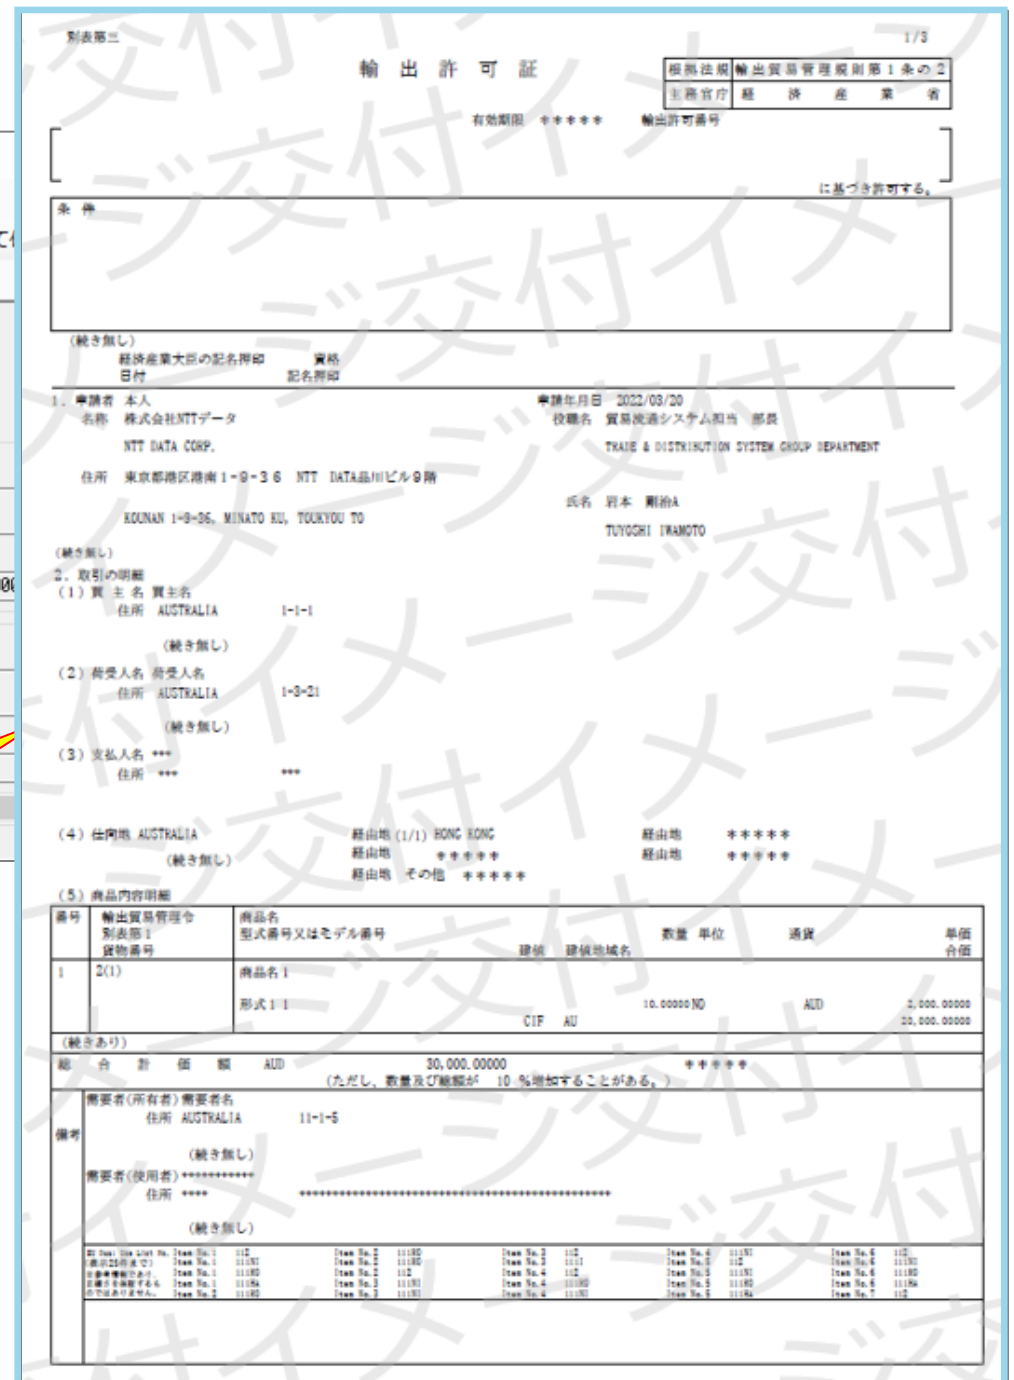 別表第三 1/3
輸出許可証
根拠法規 輸出貿易管理規則第1条の2
主務官庁 経済産業省
有効期限 ＊＊＊＊＊ 輸出許可番号
に基づき許可する。
条件
(続き無し)
経済産業大臣の記名押印 資格
日付 記名押印
1. 申請者 本人 申請年月日 2022/03/20
名称 株式会社NTTデータ 役職名 貿易流通システム担当 部長
NTT DATA CORP. TRADE & DISTRIBUTION SYSTEM GROUP DEPARTMENT
住所 東京都港区港南1-9-36 NTT DATA品川ビル9階
氏名 岩本 剛治A
KOUNAN 1-9-36, MINATO KU, TOUKYOU TO
TUYOSHI IWAMOTO
(続き無し)
2. 取引の明細
(1) 買主名 買主名
住所 AUSTRALIA 1-1-1
(続き無し)
(2) 荷受人名 荷受人名
住所 AUSTRALIA 1-3-21
(続き無し)
(3) 支払人名 ***
住所 *** ***
(4) 仕向地 AUSTRALIA 経由地 (1/1) HONG KONG 経由地 ＊＊＊＊＊
(続き無し) 経由地 ＊＊＊＊＊ 経由地 ＊＊＊＊＊
経由地 その他 ＊＊＊＊＊
(5) 商品内容明細
番号 輸出貿易管理令 商品名
別表第1 型式番号又はモデル番号 数量 単位 通貨 単価
貨物番号 建値 建値地域名 合価
1 2(1) 商品名1
形式11 10.00000 NO AUD 2,000.00000
CIF AU 20,000.00000
(続きあり)
総合計価額 AUD 30,000.00000 ＊＊＊＊＊
(ただし、数量及び総額が 10 %増加することがある。)
備考
需要者(所有者) 需要者名
住所 AUSTRALIA 11-1-5
(続き無し)
需要者(使用者) ***********
住所 **** ***********************************************
(続き無し)
交付イメージ